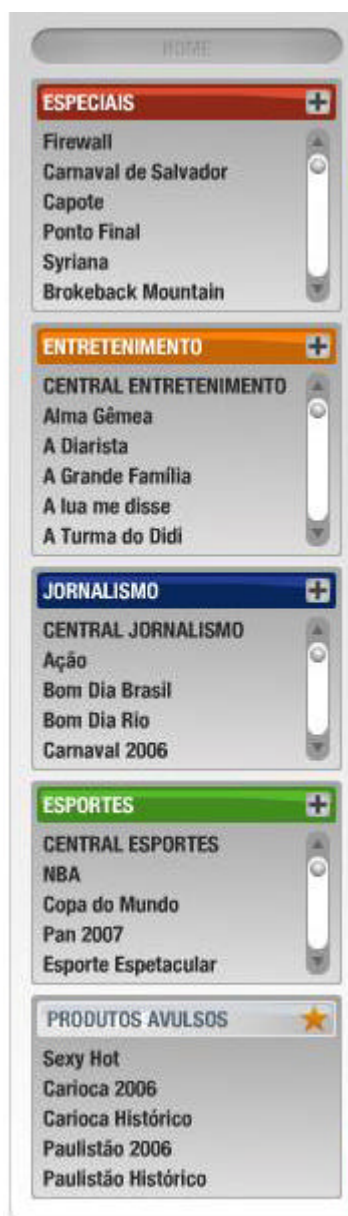 HOME
ESPECIAIS
Firewall
Carnaval de Salvador
Capote
Ponto Final
Syriana
Brokeback Mountain
ENTRETENIMENTO
CENTRAL ENTRETENIMENTO
Alma Gêmea
A Diarista
A Grande Família
A lua me disse
A Turma do Didi
JORNALISMO
CENTRAL JORNALISMO
Ação
Bom Dia Brasil
Bom Dia Rio
Carnaval 2006
ESPORTES
CENTRAL ESPORTES
NBA
Copa do Mundo
Pan 2007
Esporte Espetacular
PRODUTOS AVULSOS
Sexy Hot
Carioca 2006
Carioca Histórico
Paulistão 2006
Paulistão Histórico